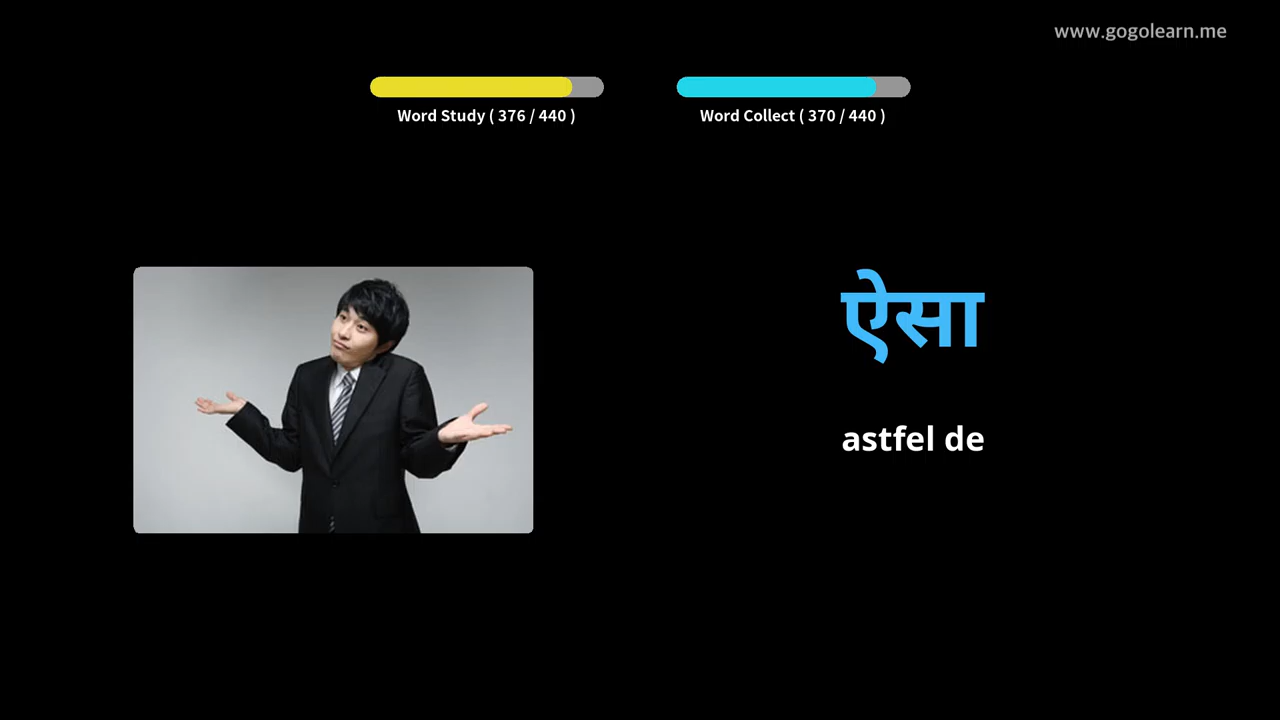 www.gogolearn.me
Word Study ( 376 / 440 )
Word Collect ( 370 / 440 )
ऐसा
astfel de